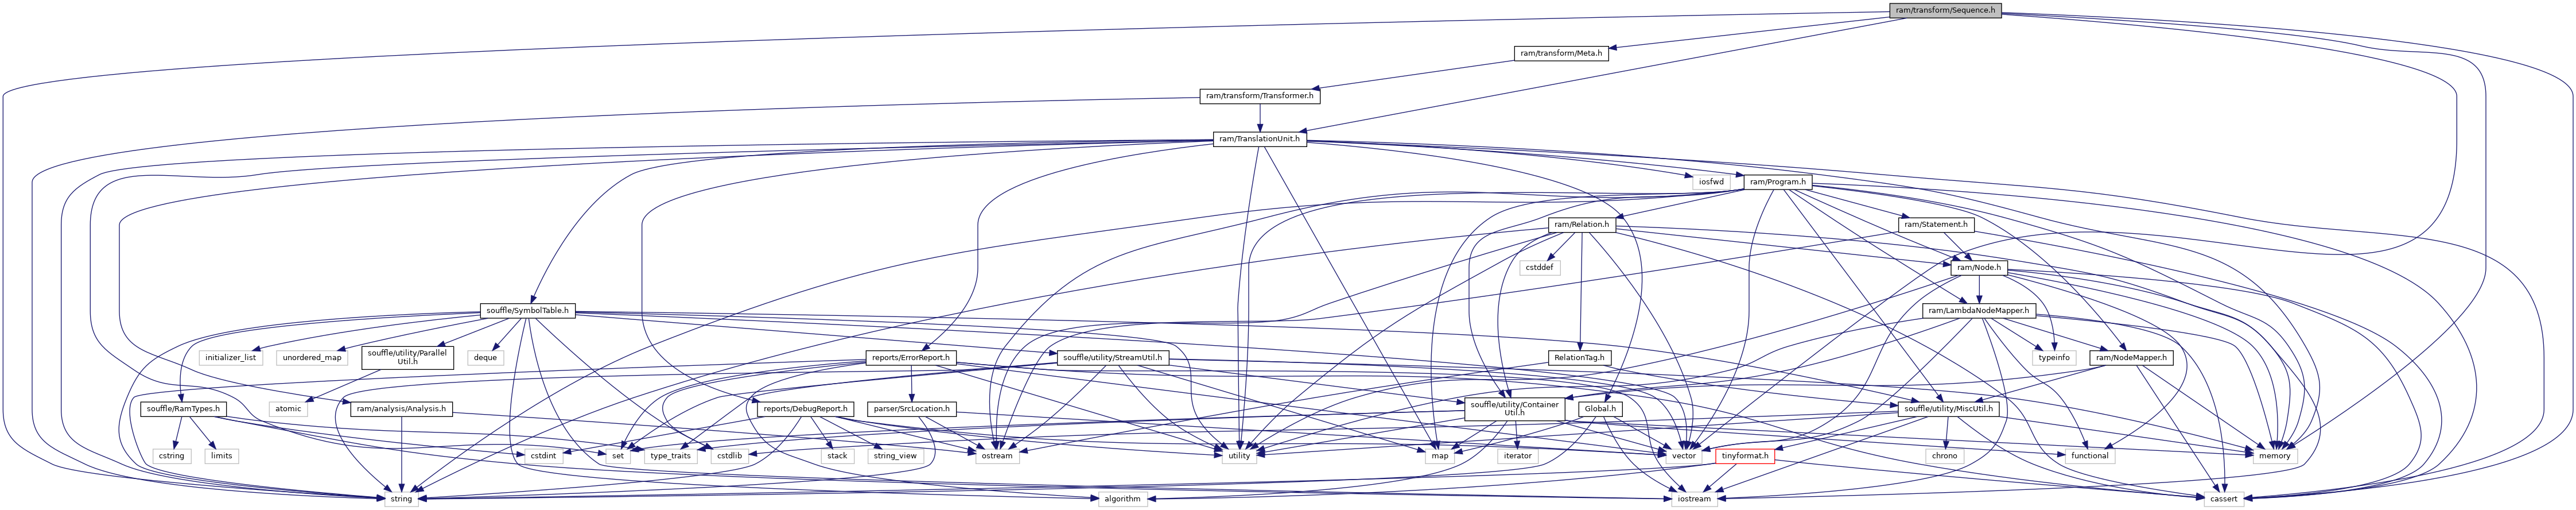 ram/transform/Sequence.h
ram/transform/Meta.h
ram/transform/Transformer.h
ram/TranslationUnit.h
iosfwd
ram/Program.h
ram/Relation.h
ram/Statement.h
cstddef
ram/Node.h
souffle/SymbolTable.h
ram/LambdaNodeMapper.h
initializer_list
unordered_map
souffle/utility/Parallel
Util.h
deque
reports/ErrorReport.h
souffle/utility/StreamUtil.h
RelationTag.h
typeinfo
ram/NodeMapper.h
souffle/RamTypes.h
atomic
ram/analysis/Analysis.h
reports/DebugReport.h
parser/SrcLocation.h
souffle/utility/Container
Util.h
Global.h
souffle/utility/MiscUtil.h
cstring
limits
cstdint
set
type_traits
cstdlib
stack
string_view
ostream
utility
map
iterator
vector
tinyformat.h
chrono
functional
memory
string
algorithm
iostream
cassert